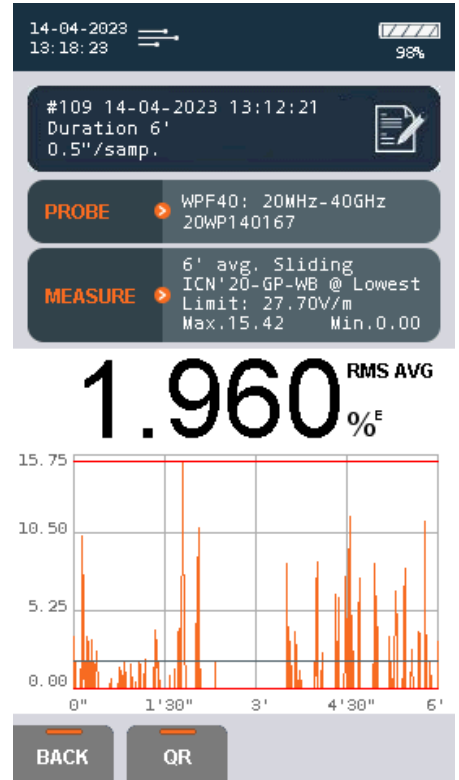 14-04-2023
13:18:23
98%
#109 14-04-2023 13:12:21
Duration 6'
0.5"/samp.
PROBE
WPF40: 20MHz-40GHz
20WP140167
MEASURE
6' avg. Sliding
ICN'20-GP-WB @ Lowest
Limit: 27.70V/m
Max.15.42 Min.0.00
1.960 RMS AVG
%E
15.75
10.50
5.25
0.00
0" 1'30" 3' 4'30" 6'
BACK QR